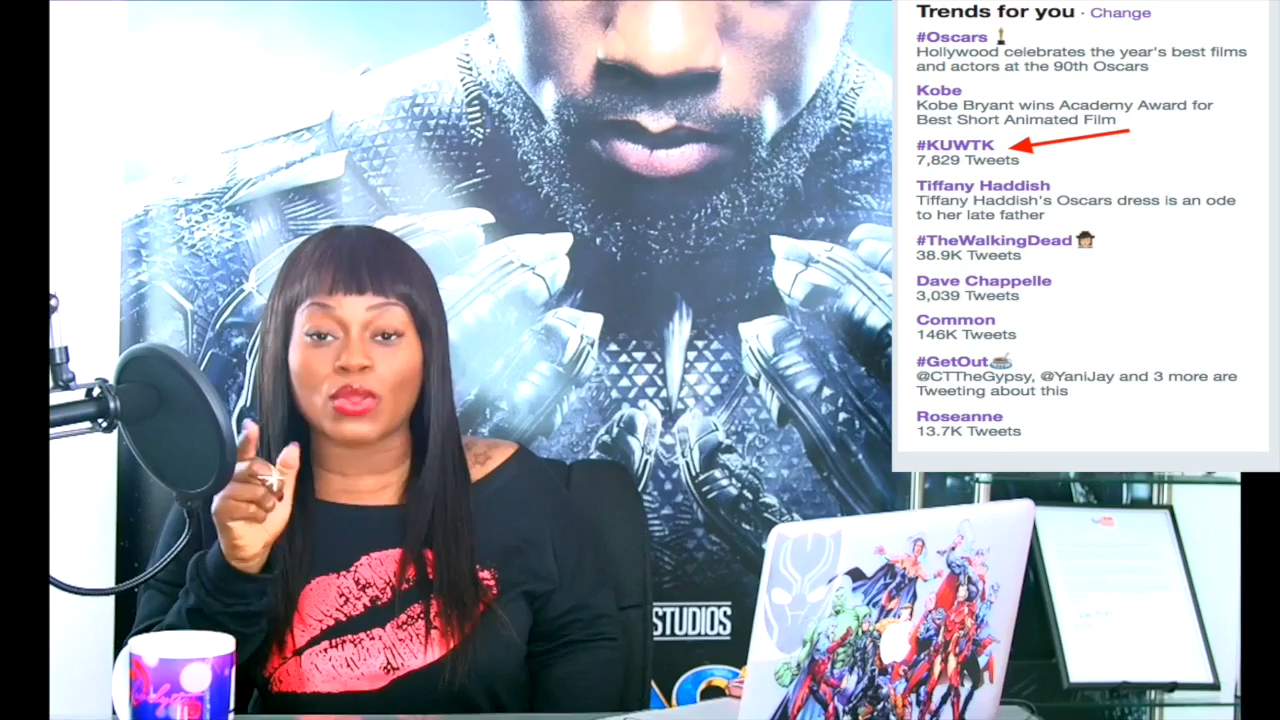 Trends for you · Change
#Oscars
Hollywood celebrates the year's best films
and actors at the 90th Oscars
Kobe
Kobe Bryant wins Academy Award for
Best Short Animated Film
#KUWTK
7,829 Tweets
Tiffany Haddish
Tiffany Haddish's Oscars dress is an ode
to her late father
#TheWalkingDead
38.9K Tweets
Dave Chappelle
3,039 Tweets
Common
146K Tweets
#GetOut
@CTTheGypsy, @YaniJay and 3 more are
Tweeting about this
Roseanne
13.7K Tweets
STUDIOS